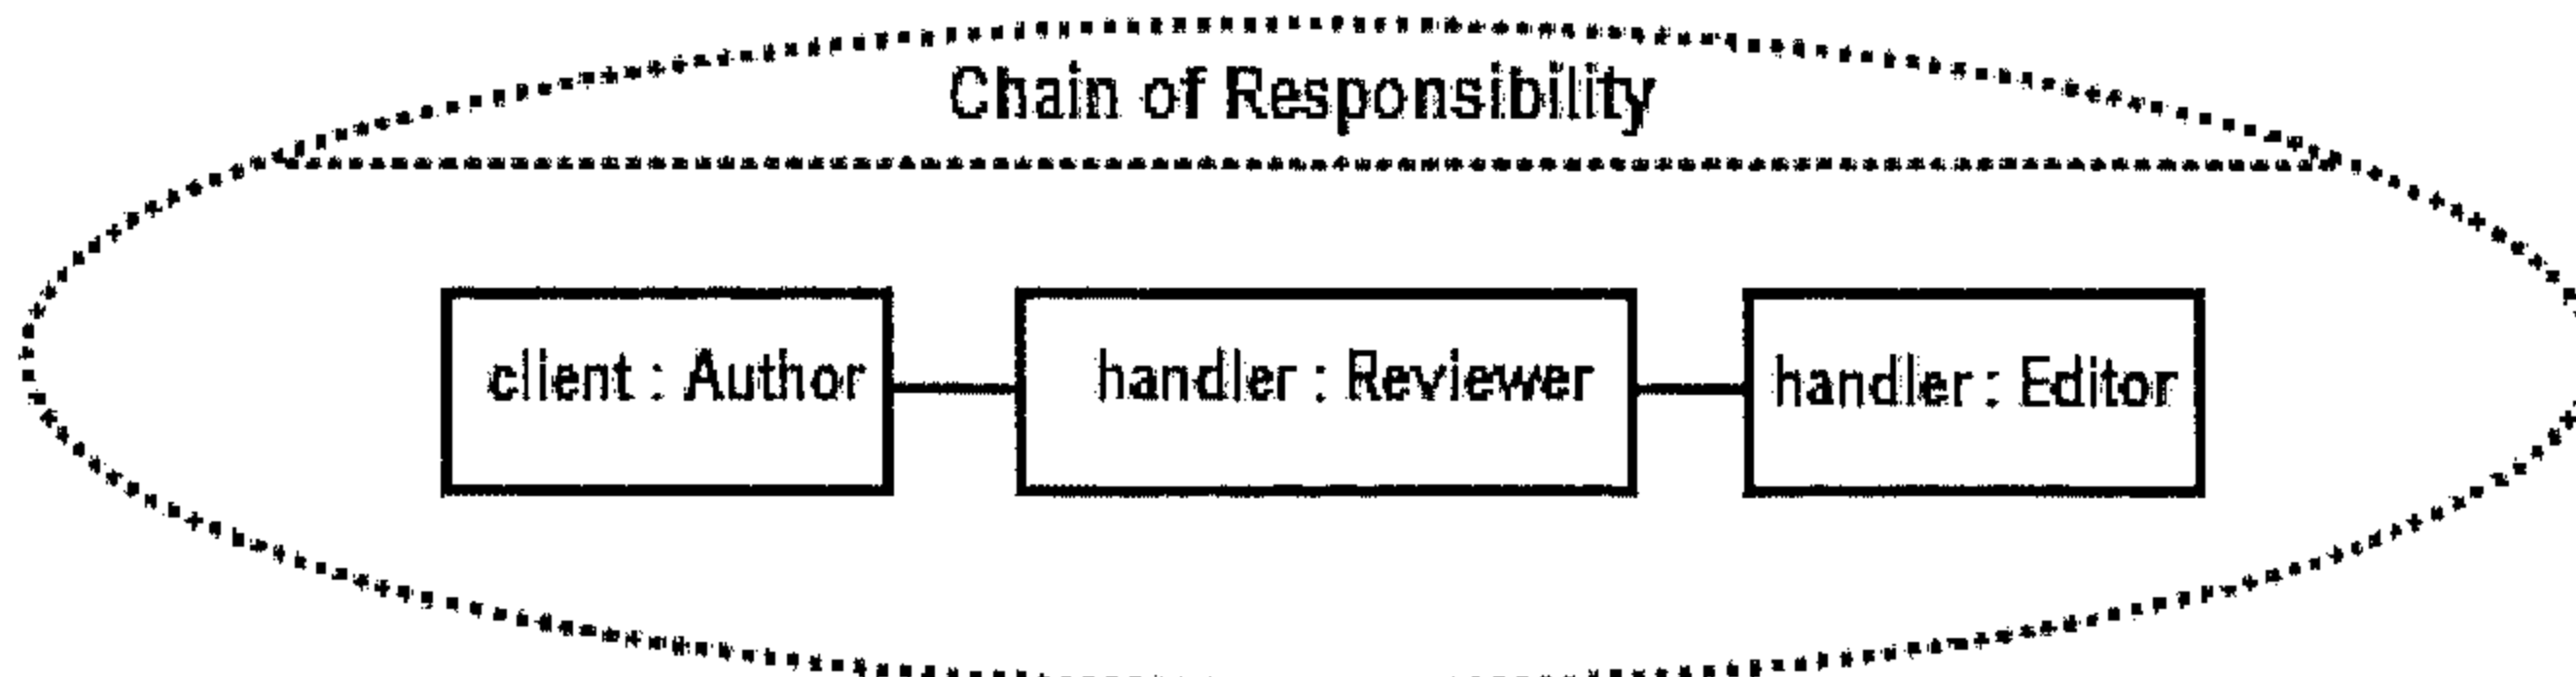 Chain of Responsibility
client : Author
handler : Reviewer
handler : Editor